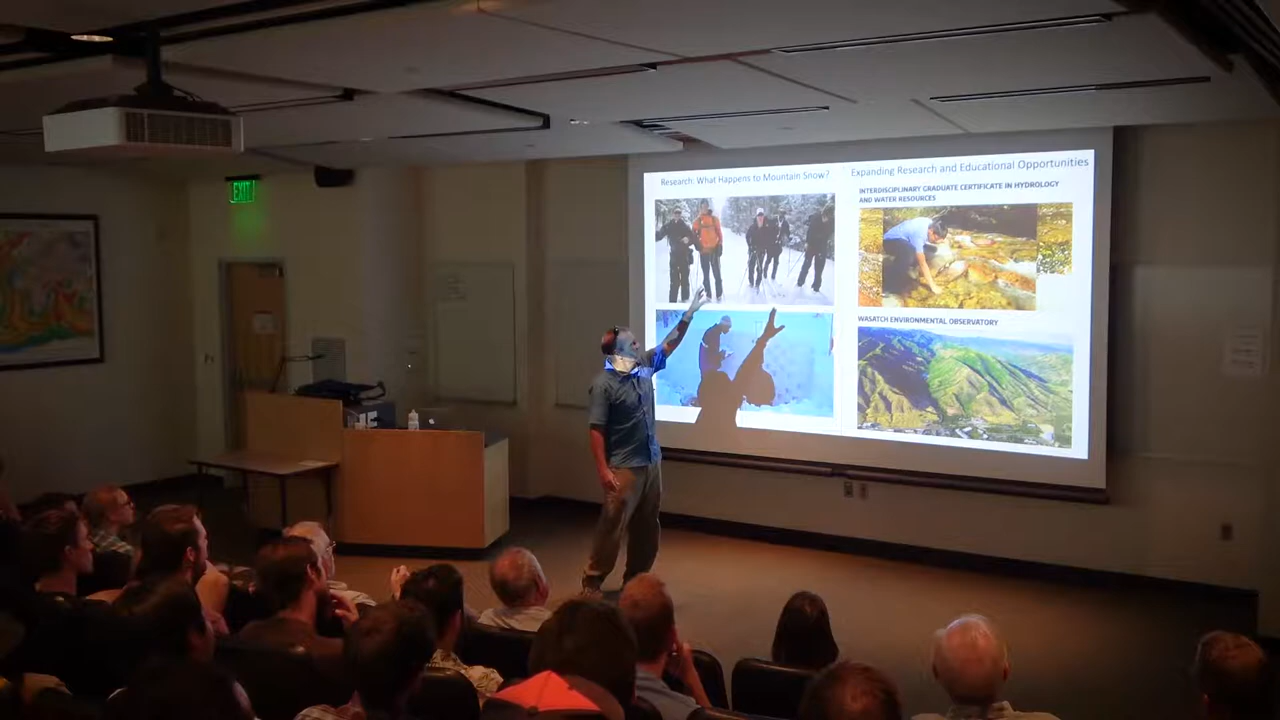 EXIT
Research: What Happens to Mountain Snow?
Expanding Research and Educational Opportunities
INTERDISCIPLINARY GRADUATE CERTIFICATE IN HYDROLOGY
AND WATER RESOURCES
WASATCH ENVIRONMENTAL OBSERVATORY